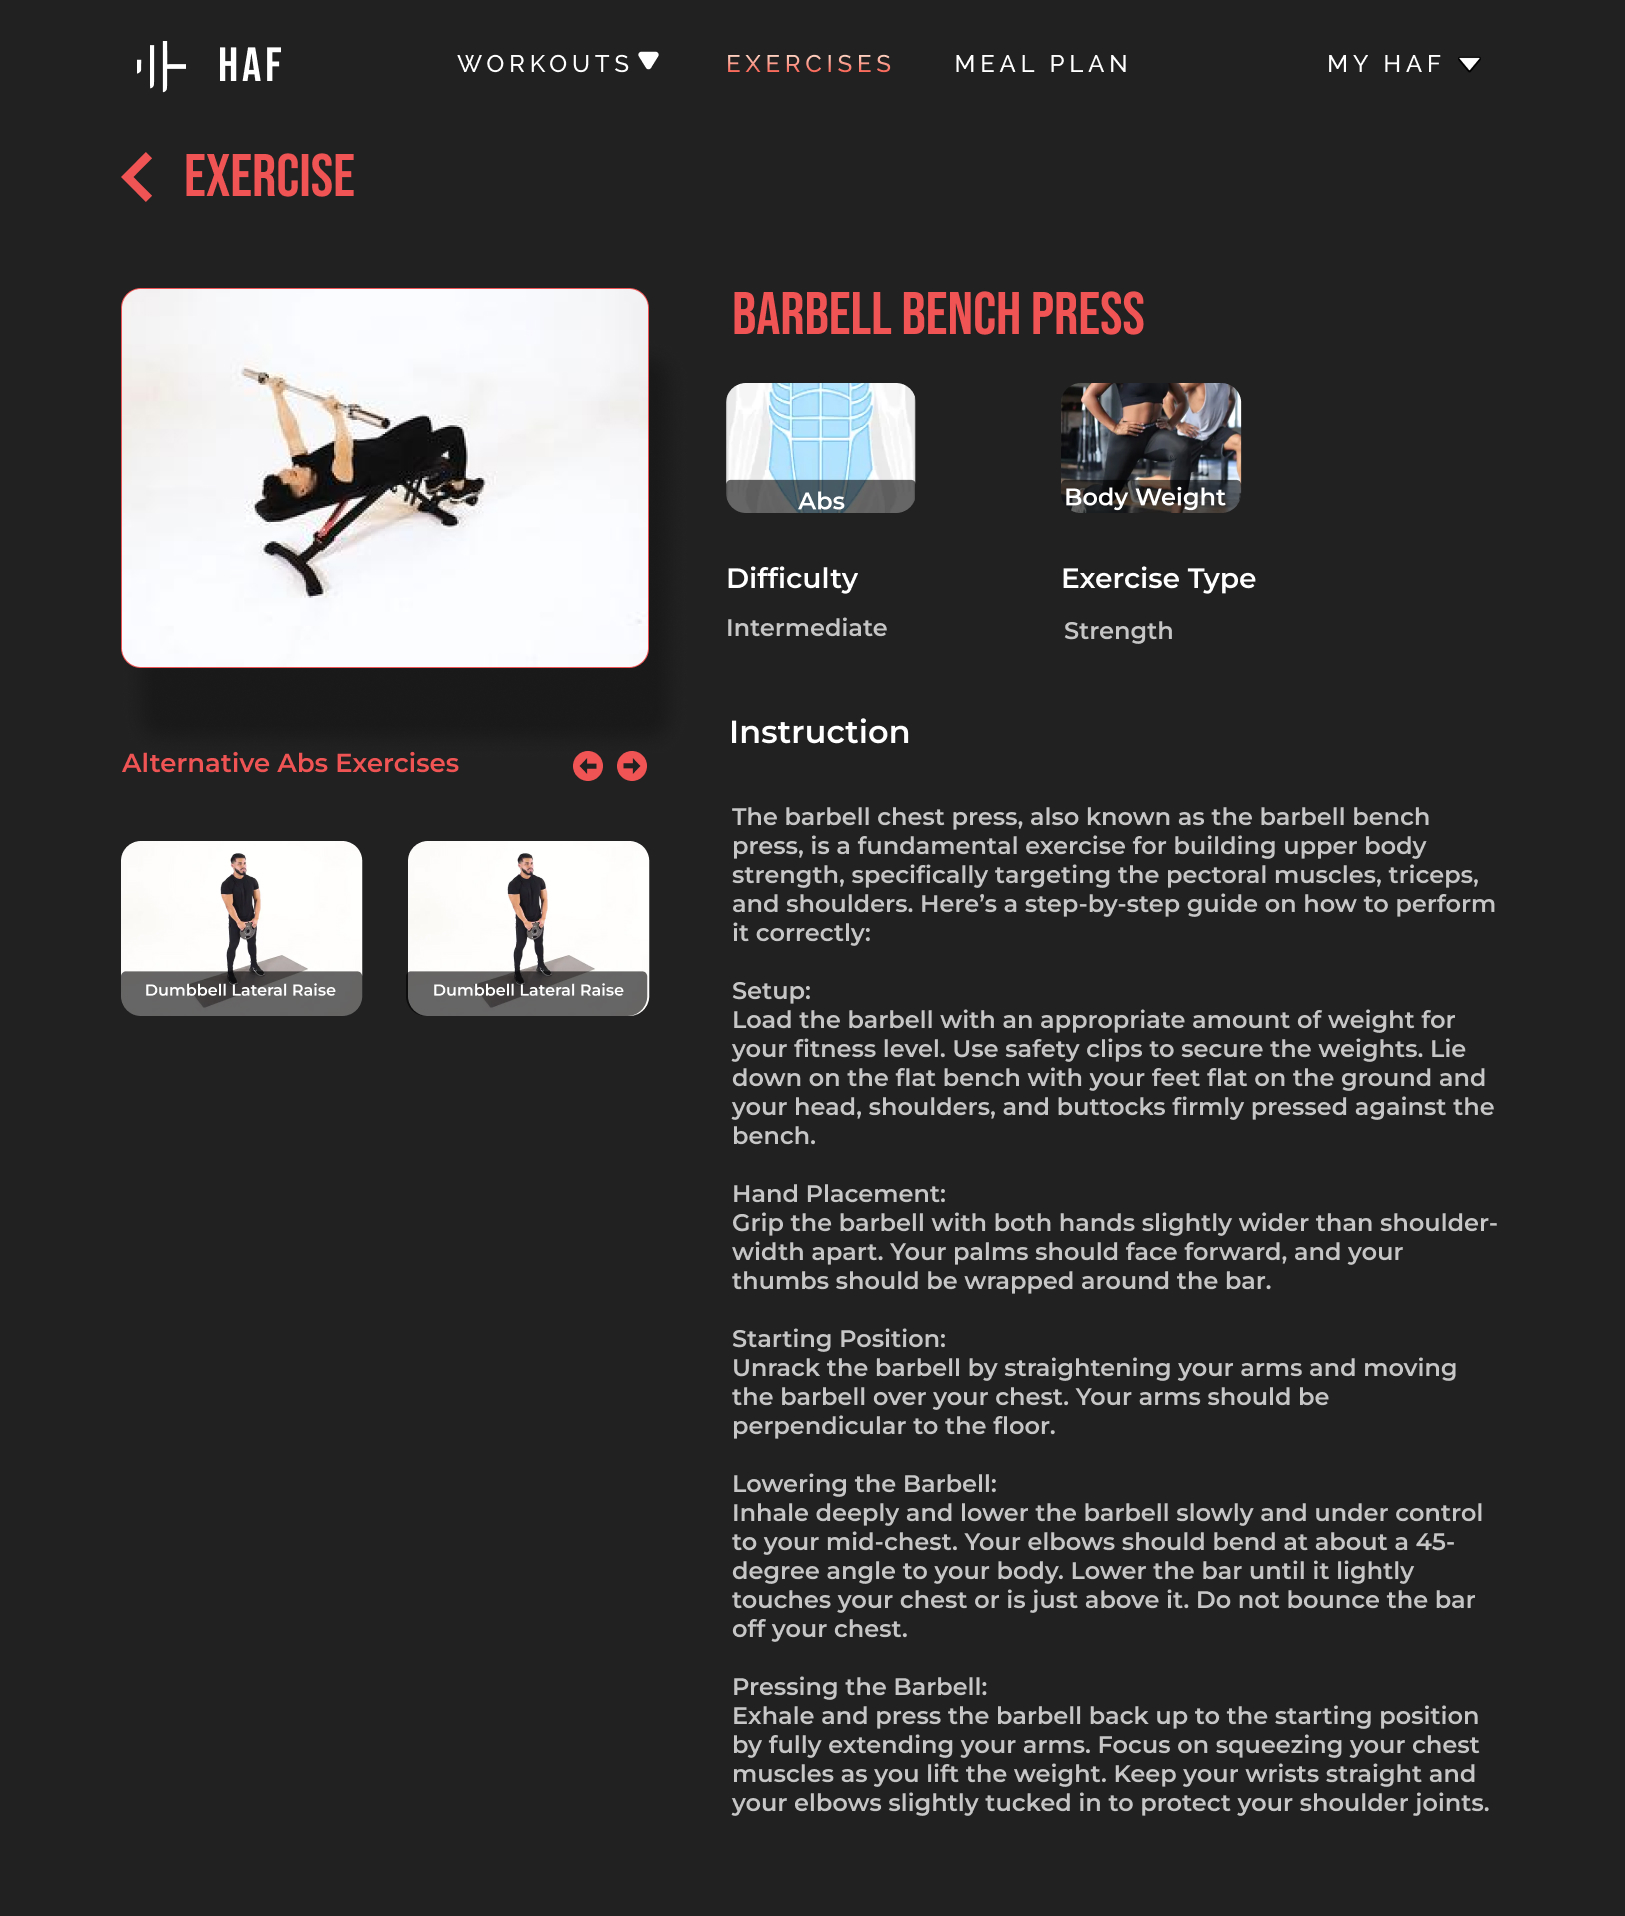 HAF
WORKOUTS
EXERCISES
MEAL PLAN
MY HAF
EXERCISE
BARBELL BENCH PRESS
Abs
Body Weight
Difficulty
Exercise Type
Intermediate
Strength
Instruction
Alternative Abs Exercises
Dumbbell Lateral Raise
Dumbbell Lateral Raise
The barbell chest press, also known as the barbell bench
press, is a fundamental exercise for building upper body
strength, specifically targeting the pectoral muscles, triceps,
and shoulders. Here’s a step-by-step guide on how to perform
it correctly:
Setup:
Load the barbell with an appropriate amount of weight for
your fitness level. Use safety clips to secure the weights. Lie
down on the flat bench with your feet flat on the ground and
your head, shoulders, and buttocks firmly pressed against the
bench.
Hand Placement:
Grip the barbell with both hands slightly wider than shoulder-
width apart. Your palms should face forward, and your
thumbs should be wrapped around the bar.
Starting Position:
Unrack the barbell by straightening your arms and moving
the barbell over your chest. Your arms should be
perpendicular to the floor.
Lowering the Barbell:
Inhale deeply and lower the barbell slowly and under control
to your mid-chest. Your elbows should bend at about a 45-
degree angle to your body. Lower the bar until it lightly
touches your chest or is just above it. Do not bounce the bar
off your chest.
Pressing the Barbell:
Exhale and press the barbell back up to the starting position
by fully extending your arms. Focus on squeezing your chest
muscles as you lift the weight. Keep your wrists straight and
your elbows slightly tucked in to protect your shoulder joints.